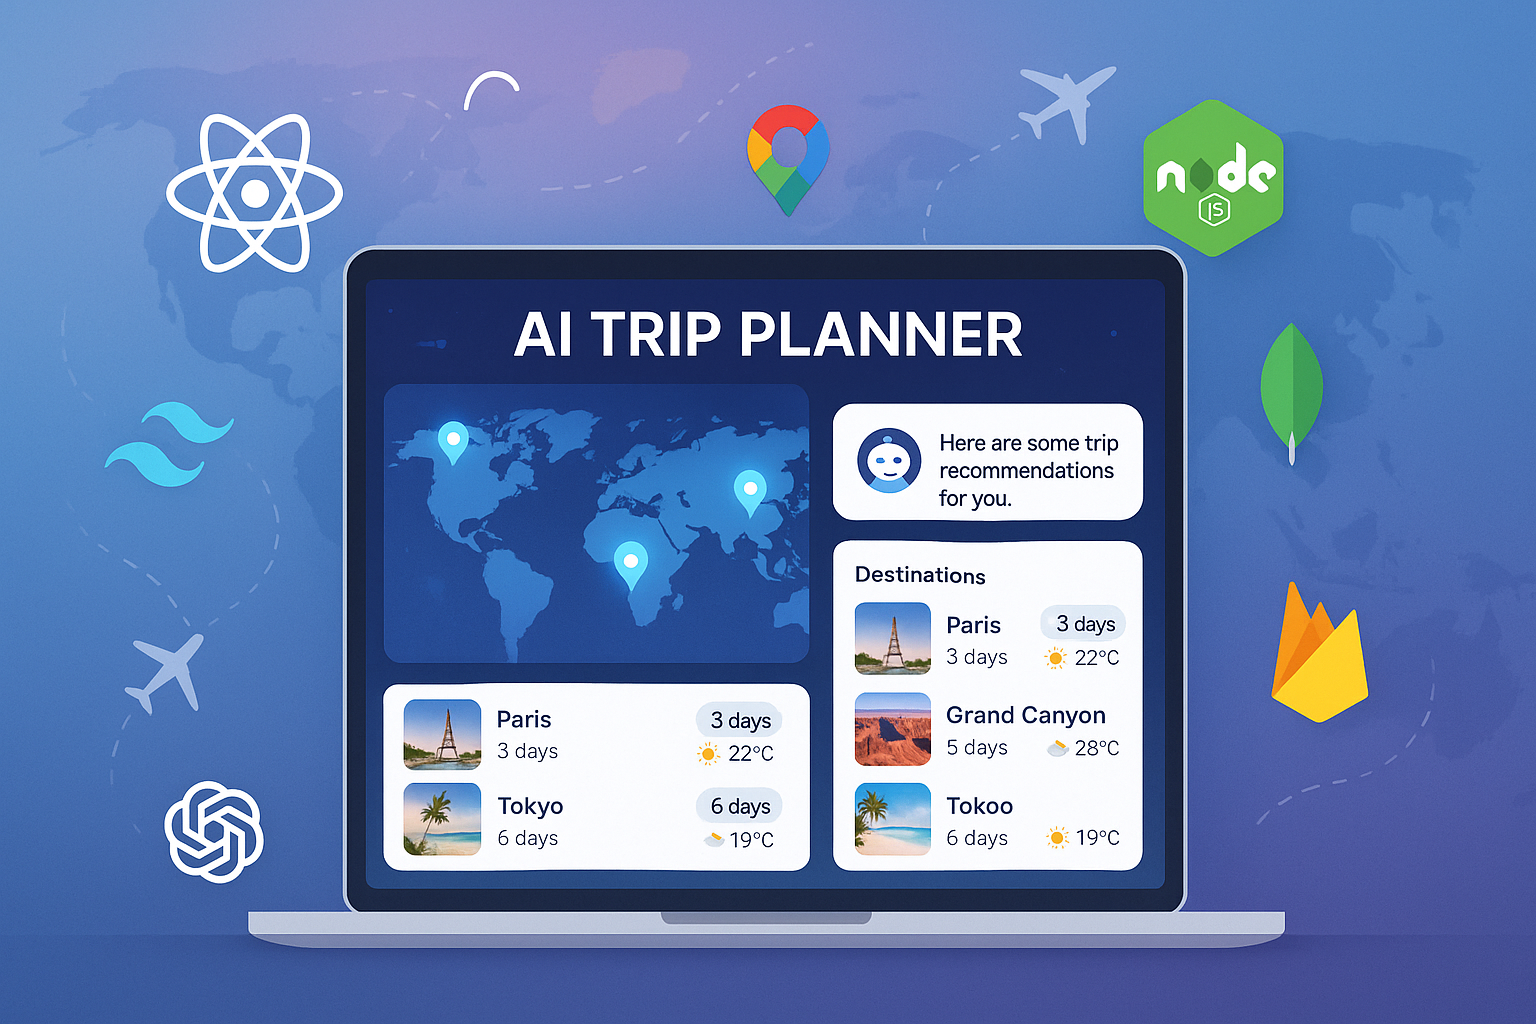 node
JS
AI TRIP PLANNER
Here are some trip
recommendations
for you.
Destinations
Paris
3 days
3 days
22°C
Grand Canyon
5 days
28°C
Tokoo
6 days
19°C
Paris
3 days
3 days
22°C
Tokyo
6 days
6 days
19°C